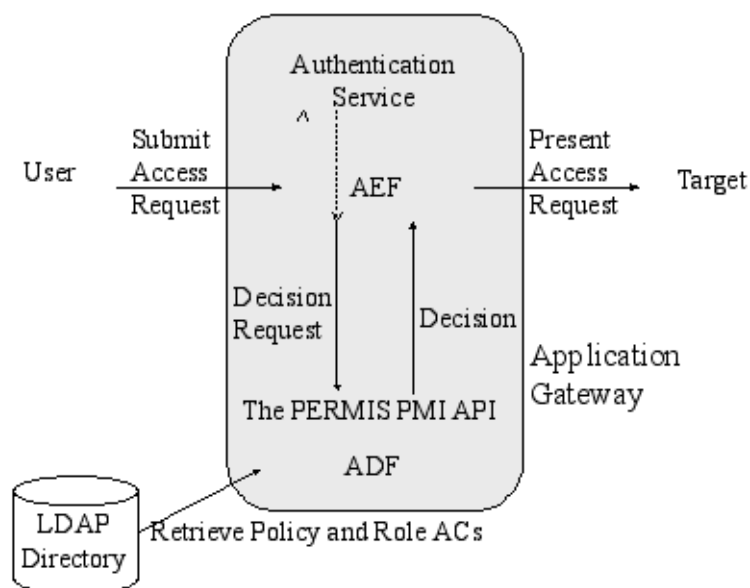 Authentication
Service
^
User
Submit
Access
Request
AEF
Present
Access
Request
Target
Decision
Request
Decision
Application
Gateway
The PERMIS PMI API
ADF
LDAP
Directory
Retrieve Policy and Role ACs